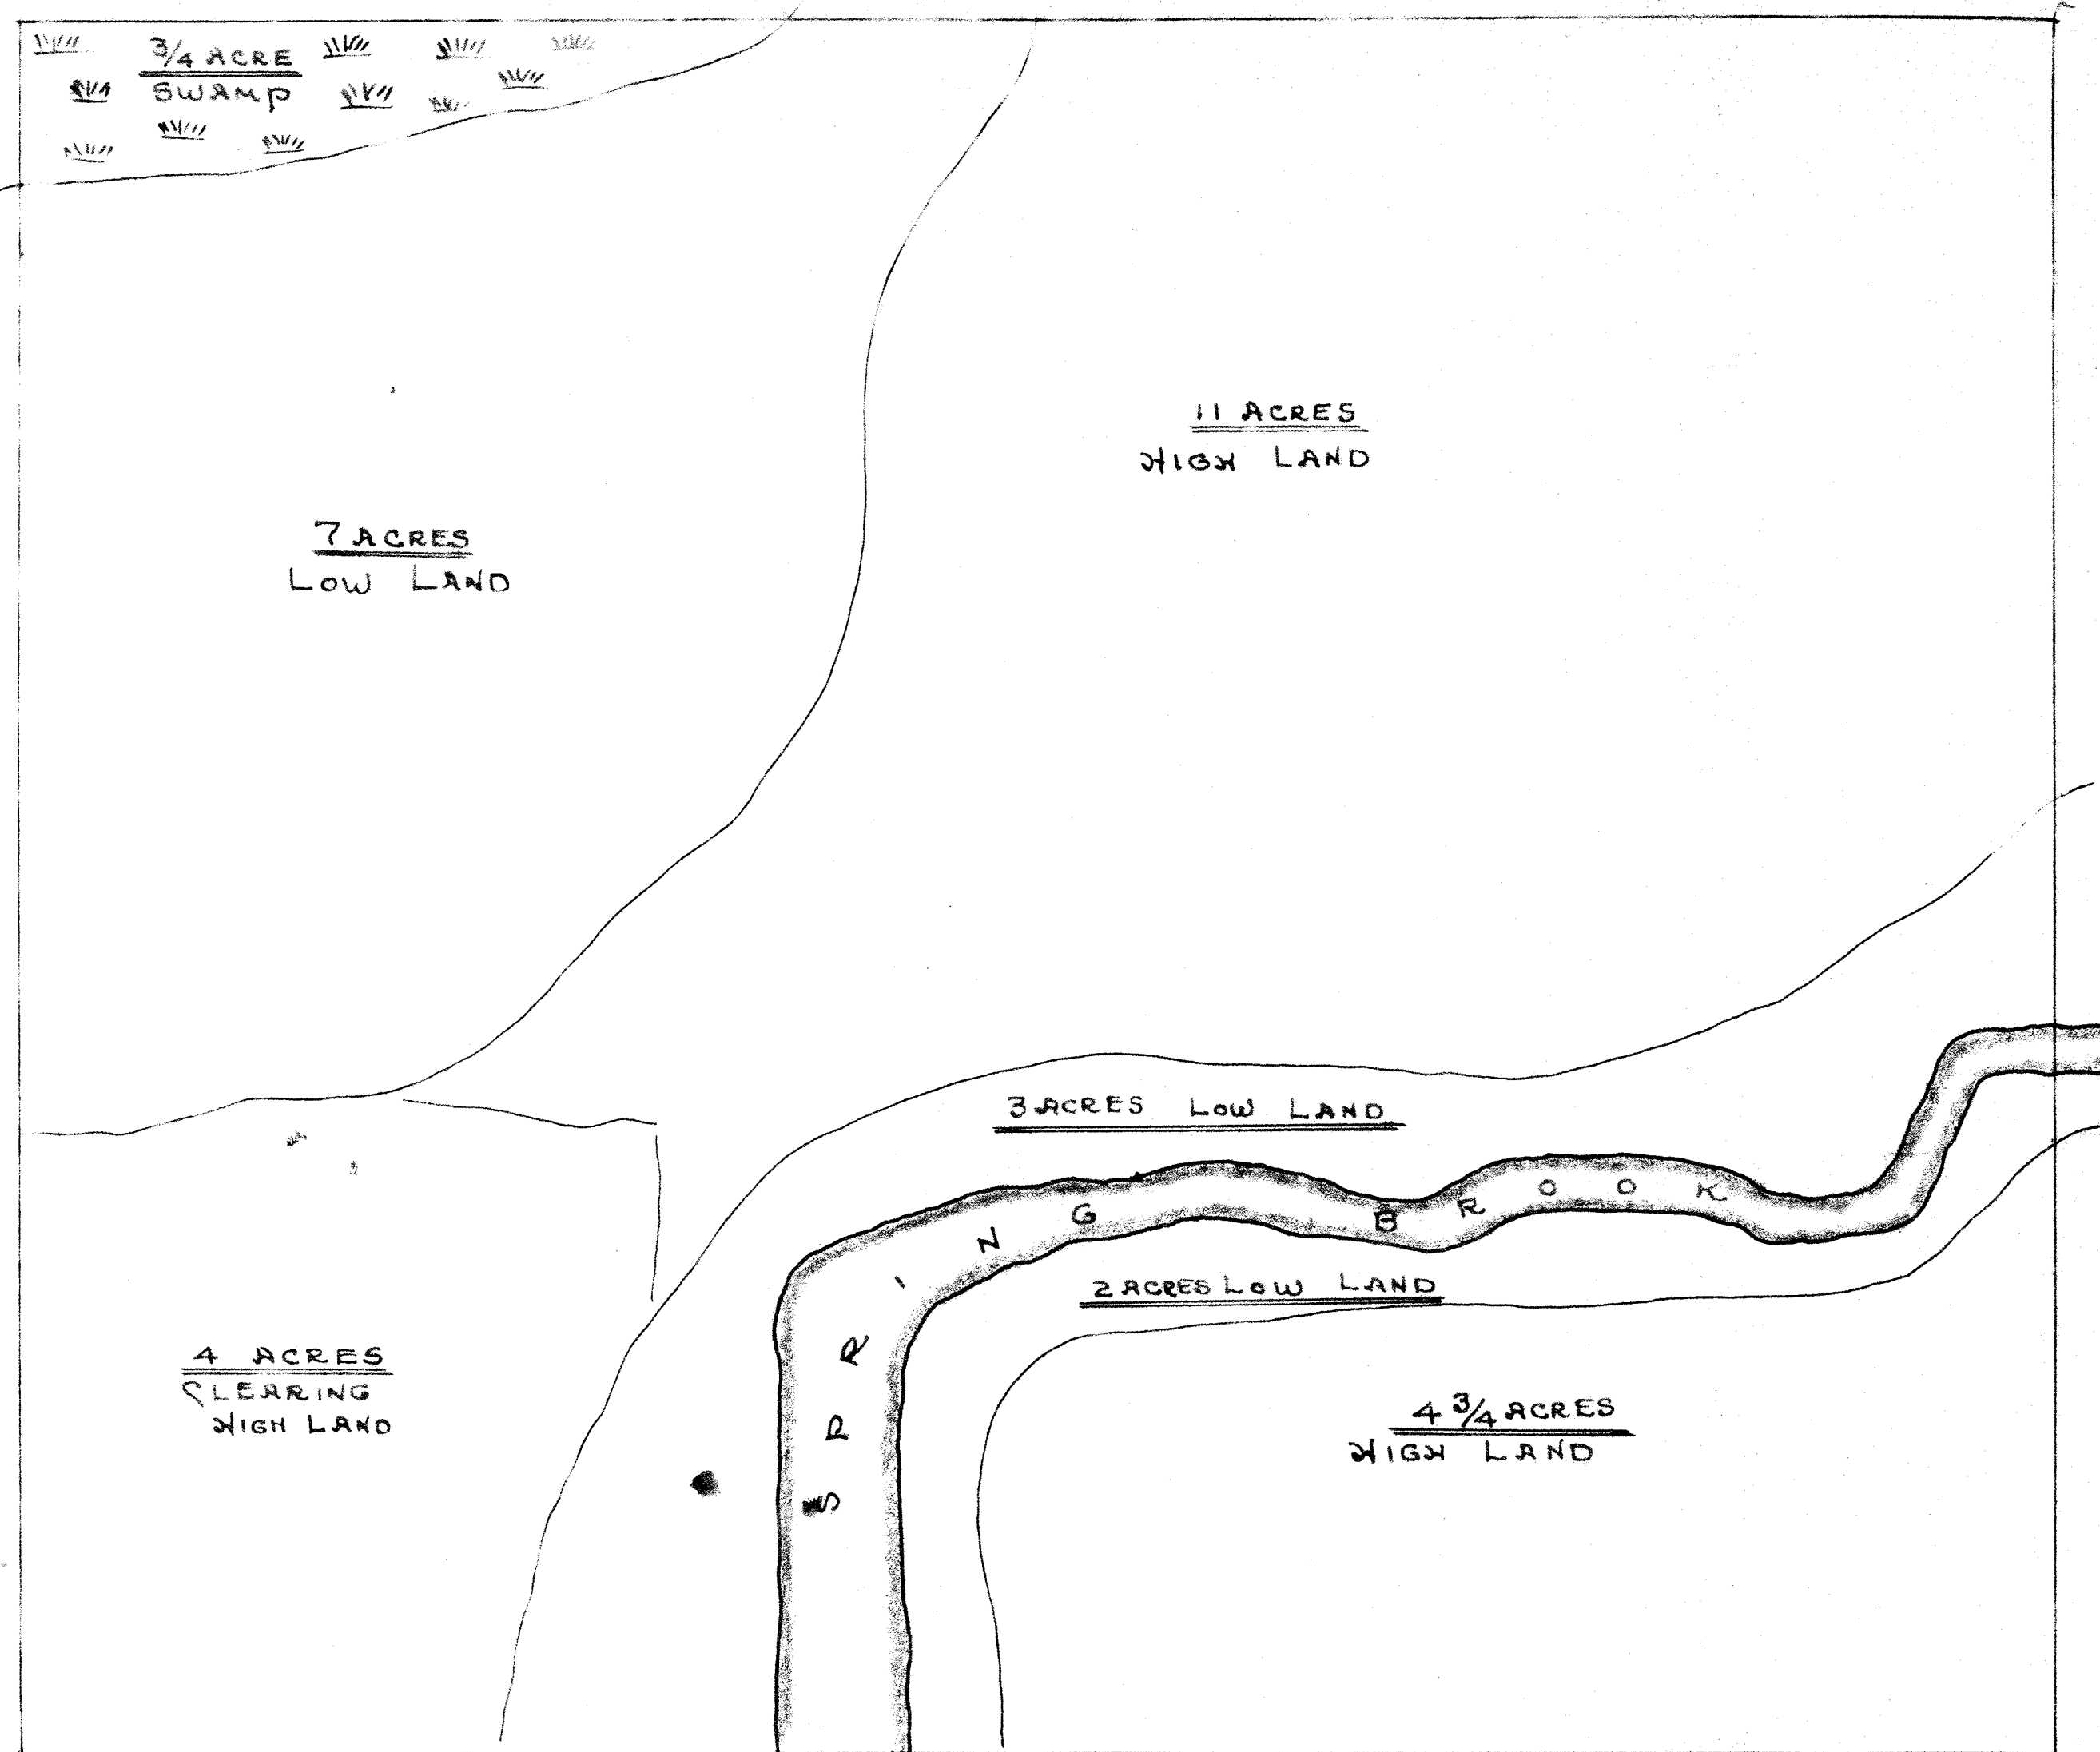 3/4 ACRE
SWAMP
11 ACRES
HIGH LAND
7 ACRES
LOW LAND
3 ACRES LOW LAND
SPRING BROOK
2 ACRES LOW LAND
4 ACRES
CLEARING
HIGH LAND
4 3/4 ACRES
HIGH LAND